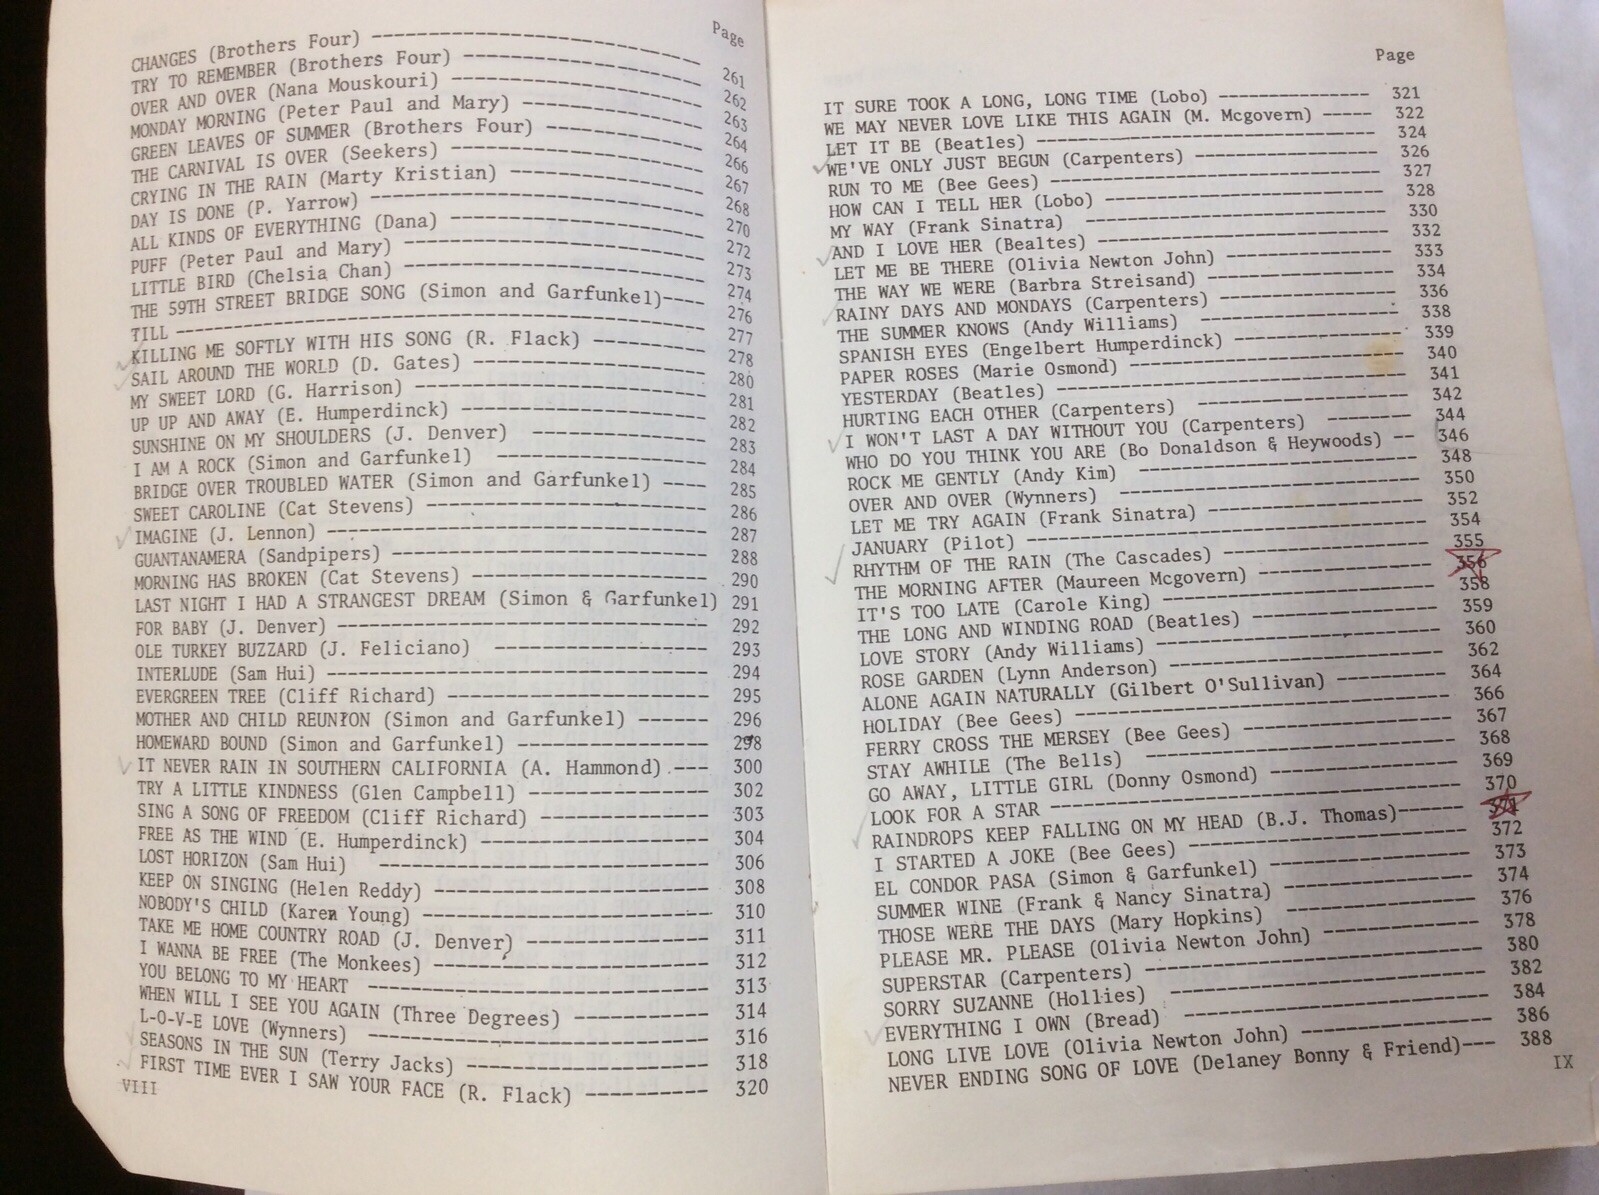 Page
CHANGES (Brothers Four) ---------------- 261
TRY TO REMEMBER (Brothers Four) ---------------- 262
OVER AND OVER (Nana Mouskouri) ---------------- 263
MONDAY MORNING (Peter Paul and Mary) ---------------- 264
GREEN LEAVES OF SUMMER (Brothers Four) ---------------- 266
THE CARNIVAL IS OVER (Seekers) ---------------- 267
CRYING IN THE RAIN (Marty Kristian) ---------------- 268
DAY IS DONE (P. Yarrow) ---------------- 270
ALL KINDS OF EVERYTHING (Dana) ---------------- 272
PUFF (Peter Paul and Mary) ---------------- 273
LITTLE BIRD (Chelsia Chan) ---------------- 274
THE 59TH STREET BRIDGE SONG (Simon and Garfunkel)---- 276
TILL ---------------- 277
KILLING ME SOFTLY WITH HIS SONG (R. Flack) ---------- 278
SAIL AROUND THE WORLD (D. Gates) ---------------- 280
MY SWEET LORD (G. Harrison) ---------------- 281
UP UP AND AWAY (E. Humperdinck) ---------------- 282
SUNSHINE ON MY SHOULDERS (J. Denver) ---------------- 283
I AM A ROCK (Simon and Garfunkel) ---------------- 284
BRIDGE OVER TROUBLED WATER (Simon and Garfunkel) ---- 285
SWEET CAROLINE (Cat Stevens) ---------------- 286
IMAGINE (J. Lennon) ---------------- 287
GUANTANAMERA (Sandpipers) ---------------- 288
MORNING HAS BROKEN (Cat Stevens) ---------------- 290
LAST NIGHT I HAD A STRANGEST DREAM (Simon & Garfunkel) 291
FOR BABY (J. Denver) ---------------- 292
OLE TURKEY BUZZARD (J. Feliciano) ---------------- 293
INTERLUDE (Sam Hui) ---------------- 294
EVERGREEN TREE (Cliff Richard) ---------------- 295
MOTHER AND CHILD REUNION (Simon and Garfunkel) ------ 296
HOMEWARD BOUND (Simon and Garfunkel) ---------------- 298
IT NEVER RAIN IN SOUTHERN CALIFORNIA (A. Hammond) --- 300
TRY A LITTLE KINDNESS (Glen Campbell) ---------------- 302
SING A SONG OF FREEDOM (Cliff Richard) ---------------- 303
FREE AS THE WIND (E. Humperdinck) ---------------- 304
LOST HORIZON (Sam Hui) ---------------- 306
KEEP ON SINGING (Helen Reddy) ---------------- 308
NOBODY'S CHILD (Karen Young) ---------------- 310
TAKE ME HOME COUNTRY ROAD (J. Denver) ---------------- 311
I WANNA BE FREE (The Monkees) ---------------- 312
YOU BELONG TO MY HEART ---------------- 313
WHEN WILL I SEE YOU AGAIN (Three Degrees) ----------- 314
L-O-V-E LOVE (Wynners) ---------------- 316
SEASONS IN THE SUN (Terry Jacks) ---------------- 318
FIRST TIME EVER I SAW YOUR FACE (R. Flack) ---------- 320
VIII
Page
IT SURE TOOK A LONG, LONG TIME (Lobo) --------------- 321
WE MAY NEVER LOVE LIKE THIS AGAIN (M. Mcgovern) ----- 322
LET IT BE (Beatles) ---------------- 324
WE'VE ONLY JUST BEGUN (Carpenters) ---------------- 326
RUN TO ME (Bee Gees) ---------------- 327
HOW CAN I TELL HER (Lobo) ---------------- 328
MY WAY (Frank Sinatra) ---------------- 330
AND I LOVE HER (Bealtes) ---------------- 332
LET ME BE THERE (Olivia Newton John) ---------------- 333
THE WAY WE WERE (Barbra Streisand) ---------------- 334
RAINY DAYS AND MONDAYS (Carpenters) ---------------- 336
THE SUMMER KNOWS (Andy Williams) ---------------- 338
SPANISH EYES (Engelbert Humperdinck) ---------------- 339
PAPER ROSES (Marie Osmond) ---------------- 340
YESTERDAY (Beatles) ---------------- 341
HURTING EACH OTHER (Carpenters) ---------------- 342
I WON'T LAST A DAY WITHOUT YOU (Carpenters) -------- 344
WHO DO YOU THINK YOU ARE (Bo Donaldson & Heywoods) -- 346
ROCK ME GENTLY (Andy Kim) ---------------- 348
OVER AND OVER (Wynners) ---------------- 350
LET ME TRY AGAIN (Frank Sinatra) ---------------- 352
JANUARY (Pilot) ---------------- 354
RHYTHM OF THE RAIN (The Cascades) ---------------- 355
THE MORNING AFTER (Maureen Mcgovern) ---------------- 356
IT'S TOO LATE (Carole King) ---------------- 358
THE LONG AND WINDING ROAD (Beatles) ---------------- 359
LOVE STORY (Andy Williams) ---------------- 360
ROSE GARDEN (Lynn Anderson) ---------------- 362
ALONE AGAIN NATURALLY (Gilbert O'Sullivan) ---------- 364
HOLIDAY (Bee Gees) ---------------- 366
FERRY CROSS THE MERSEY (Bee Gees) ---------------- 367
STAY AWHILE (The Bells) ---------------- 368
GO AWAY, LITTLE GIRL (Donny Osmond) ---------------- 369
LOOK FOR A STAR ---------------- 370
RAINDROPS KEEP FALLING ON MY HEAD (B.J. Thomas)------ 371
I STARTED A JOKE (Bee Gees) ---------------- 372
EL CONDOR PASA (Simon & Garfunkel) ---------------- 373
SUMMER WINE (Frank & Nancy Sinatra) ---------------- 374
THOSE WERE THE DAYS (Mary Hopkins) ---------------- 376
PLEASE MR. PLEASE (Olivia Newton John) ---------------- 378
SUPERSTAR (Carpenters) ---------------- 380
SORRY SUZANNE (Hollies) ---------------- 382
EVERYTHING I OWN (Bread) ---------------- 384
LONG LIVE LOVE (Olivia Newton John) ---------------- 386
NEVER ENDING SONG OF LOVE (Delaney Bonny & Friend)--- 388
IX